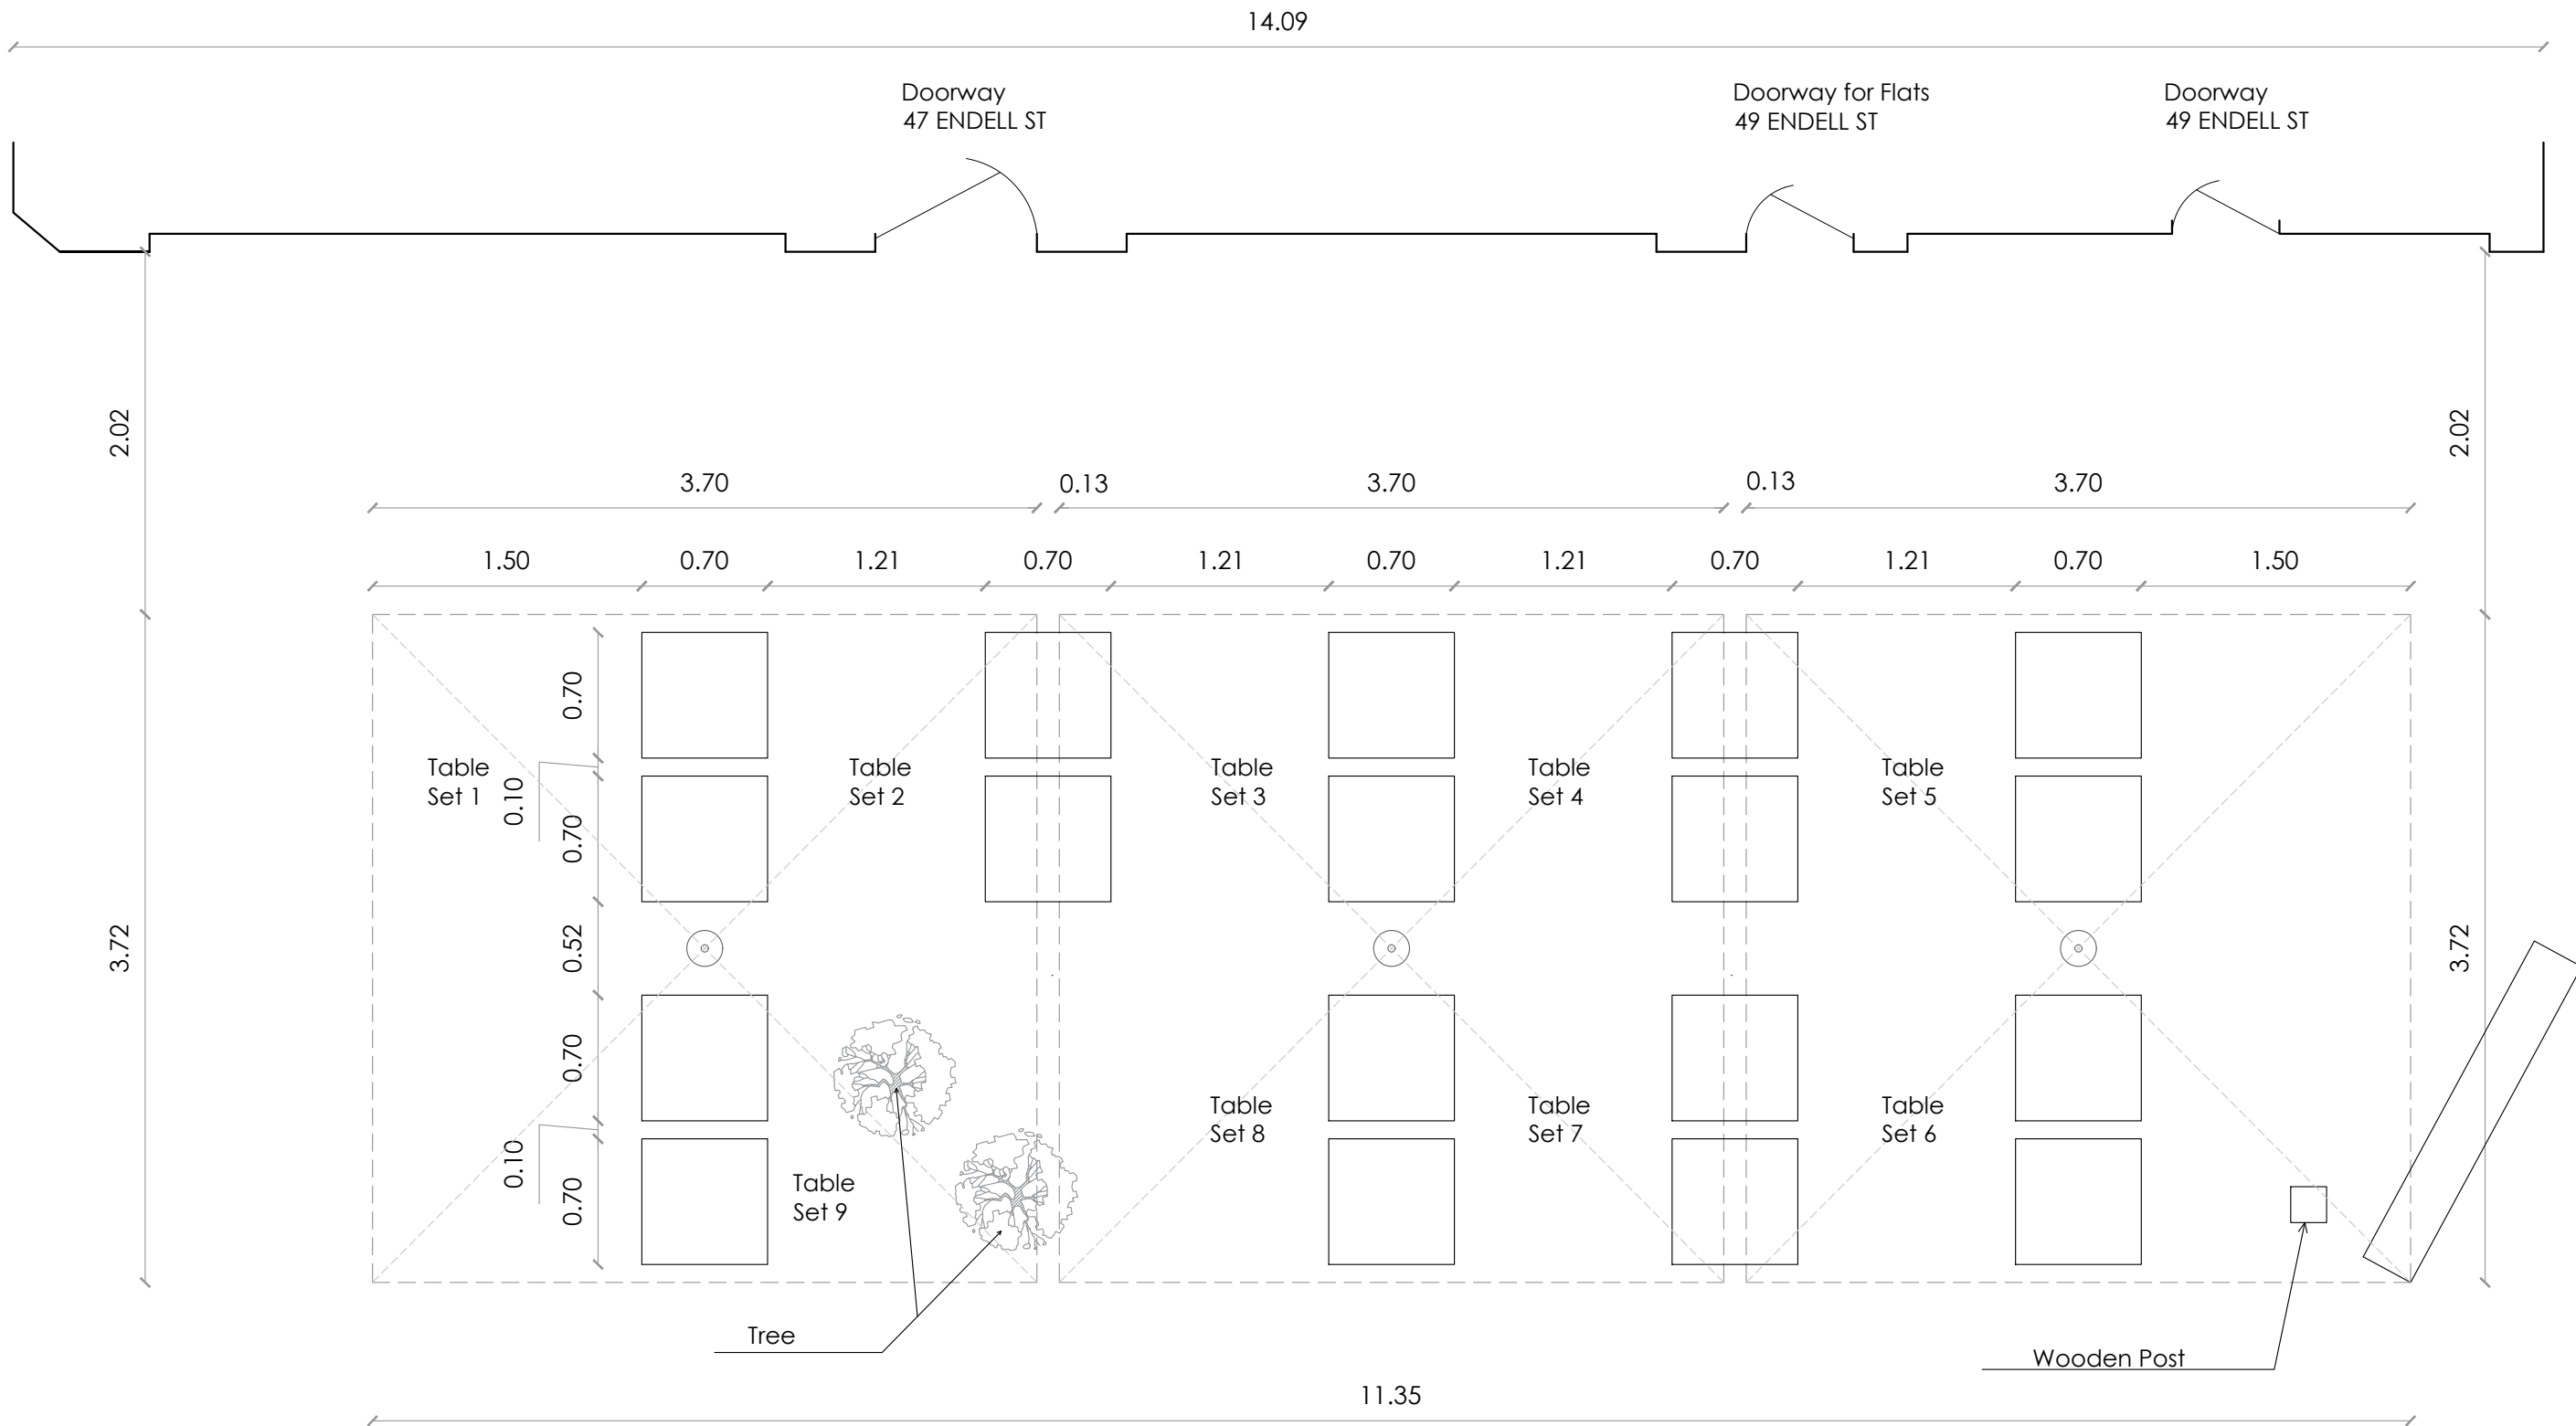 14.09
Doorway
47 ENDELL ST
Doorway for Flats
49 ENDELL ST
Doorway
49 ENDELL ST
2.02
2.02
3.70
0.13
3.70
0.13
3.70
1.50
0.70
1.21
0.70
1.21
0.70
1.21
0.70
1.21
0.70
1.50
0.70
Table
Set 1
0.10
0.70
Table
Set 2
Table
Set 3
Table
Set 4
Table
Set 5
3.72
0.52
3.72
0.70
0.10
0.70
Table
Set 9
Table
Set 8
Table
Set 7
Table
Set 6
Tree
Wooden Post
11.35